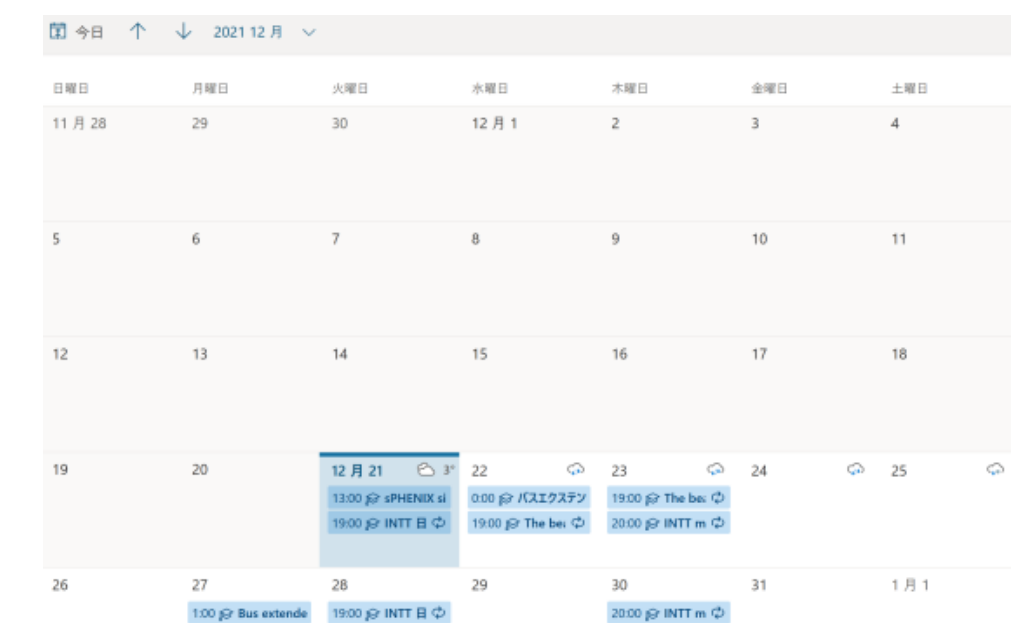 今日 2021 12 月
日曜日 月曜日 火曜日 水曜日 木曜日 金曜日 土曜日
11 月 28 29 30 12 月 1 2 3 4
5 6 7 8 9 10 11
12 13 14 15 16 17 18
19 20 12 月 21 3° 22 23 24 25
13:00 sPHENIX si 0:00 バスエクステン 19:00 The be
19:00 INTT 日 19:00 The be 20:00 INTT m
26 27 28 29 30 31 1 月 1
1:00 Bus extende 19:00 INTT 日 20:00 INTT m